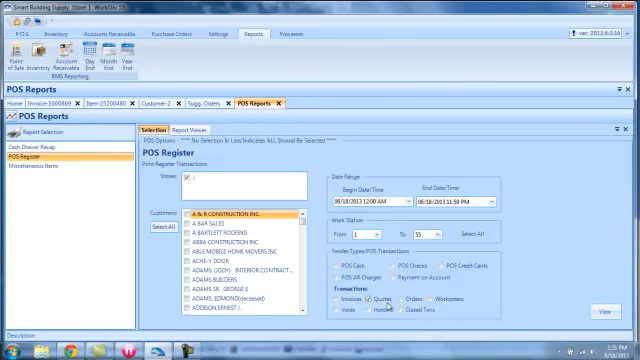 Smart Building Supply Store: 1 WorkStn 55
P O S Inventory Accounts Receivable Purchase Orders Settings Reports Processes
ver: 2013.6.0.14
Point of Sale
Inventory
Account Receivable
Day End
Month End
Year End
BMS Reporting
POS Reports
Home Invoice-1000869 Item-25200460 Customer-2 Sugg. Orders POS Reports
POS Reports
Report Selection
Cash Drawer Recap
POS Register
Miscellaneous Items
Selection Report Viewer
POS Options - **** No Selection In Lists Indicates ALL Should Be Selected ****
POS Register
Print Register Transactions
Stores: 1
Customers:
Select All
A & R CONSTRUCTION INC.
A BAR SALES
A BARTLETT ROOFING
ABBA CONSTRUCTION INC
ABLE MOBILE HOME MOVERS INC
ACHE-Y DOOR
ADAMS (JODY) INTERIOR CONTRACT
ADAMS BUILDERS
ADAMS SR.,GEORGE E
ADAMS, EDMOND(deceased)
ADDISON,ERNEST J.
Date Range
Begin Date/Time End Date/Time
06/18/2013 12:00 AM 06/18/2013 11:59 PM
Work Station
From 1 To 55 Select All
Tender Types/POS Transactions
POS Cash POS Checks POS Credit Cards
POS AR Charges Payment on Account
Transactions:
Invoices Quotes Orders Workorders
Voids Holds Closed Trns
View
Description
3:35 PM
6/18/2013